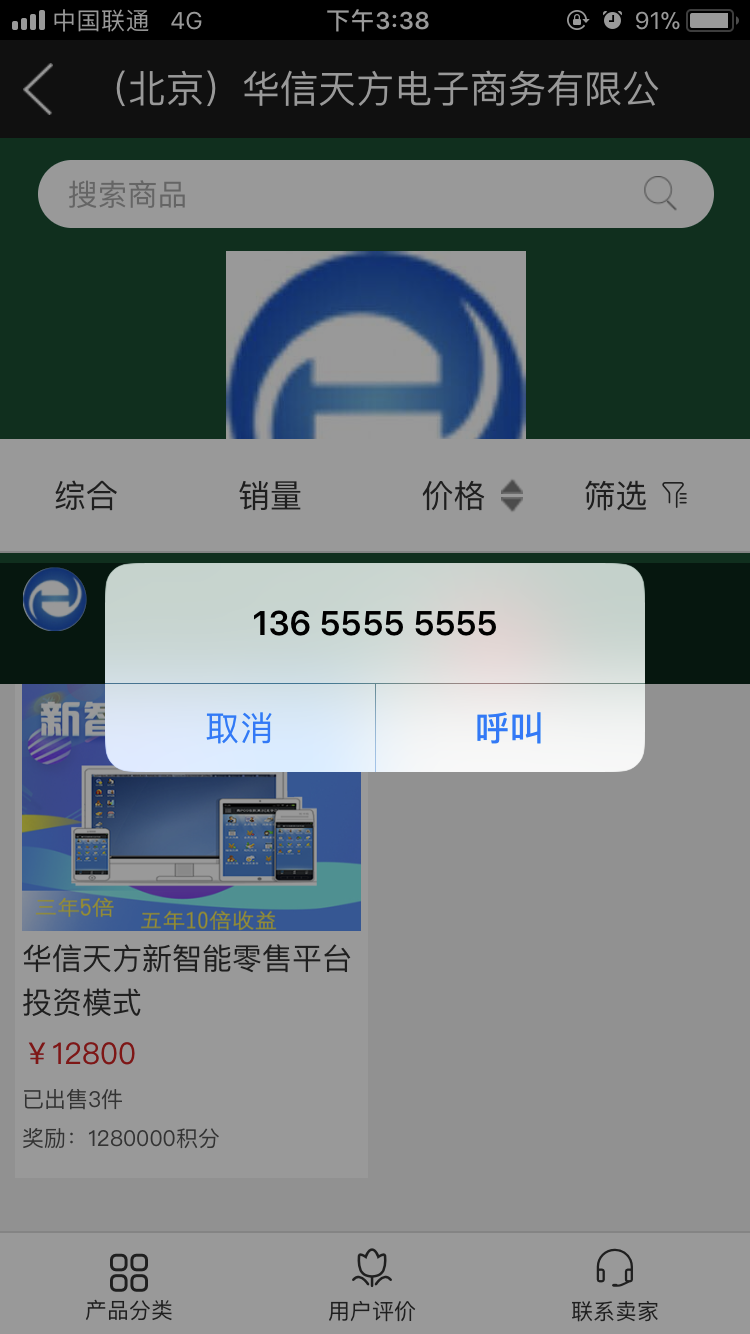 中国联通 4G 下午3:38 91%
（北京）华信天方电子商务有限公
搜索商品
综合 销量 价格 筛选
136 5555 5555
取消 呼叫
新智
三年5倍
五年10倍收益
华信天方新智能零售平台
投资模式
￥12800
已出售3件
奖励：1280000积分
产品分类 用户评价 联系卖家